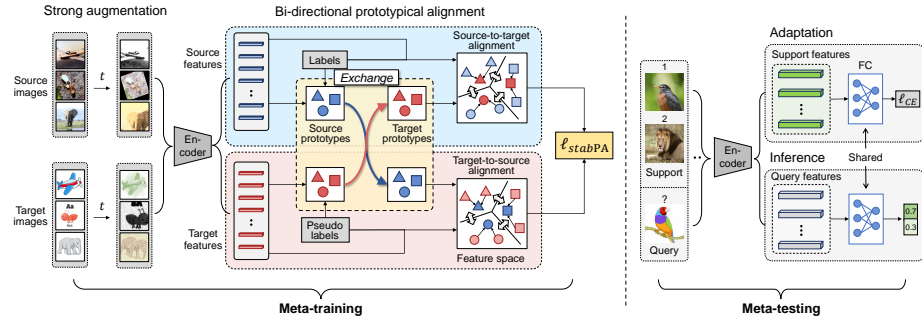 Strong augmentation
Bi-directional prototypical alignment
Source
images
t
Target
images
t
En-
coder
Source
features
Labels
Exchange
Source
prototypes
Target
prototypes
Source-to-target
alignment
Target
features
Pseudo
labels
Target-to-source
alignment
Feature space
ℓstabPA
Meta-training
1
2
Support
?
Query
En-
coder
Adaptation
Support features
FC
ℓCE
Shared
Inference
Query features
0.7
0.3
Meta-testing